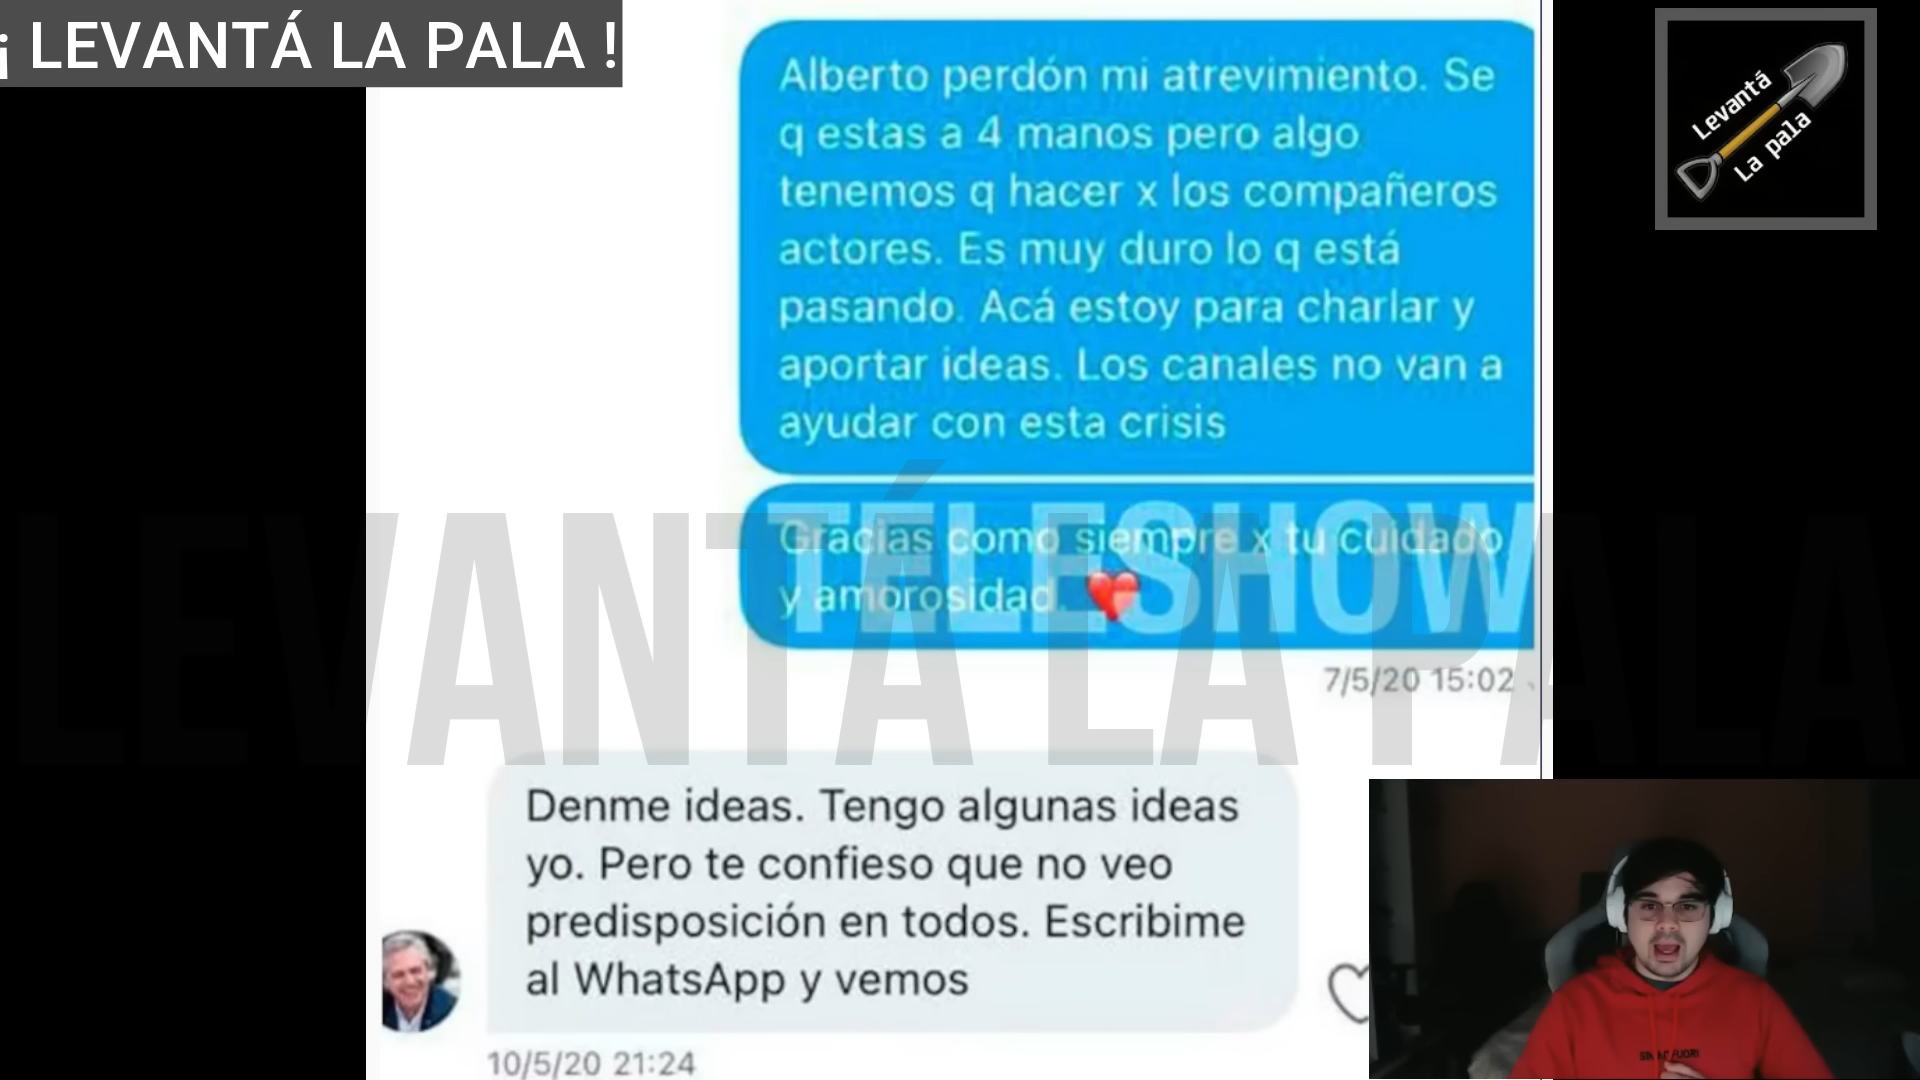 ¡ LEVANTÁ LA PALA !
Levantá
La pala
Alberto perdón mi atrevimiento. Se
q estas a 4 manos pero algo
tenemos q hacer x los compañeros
actores. Es muy duro lo q está
pasando. Acá estoy para charlar y
aportar ideas. Los canales no van a
ayudar con esta crisis
Gracias como siempre x tu cuidado
y amorosidad.
TELESHOW
7/5/20 15:02
LEVANTÁ LA PALA
Denme ideas. Tengo algunas ideas
yo. Pero te confieso que no veo
predisposición en todos. Escribime
al WhatsApp y vemos
10/5/20 21:24